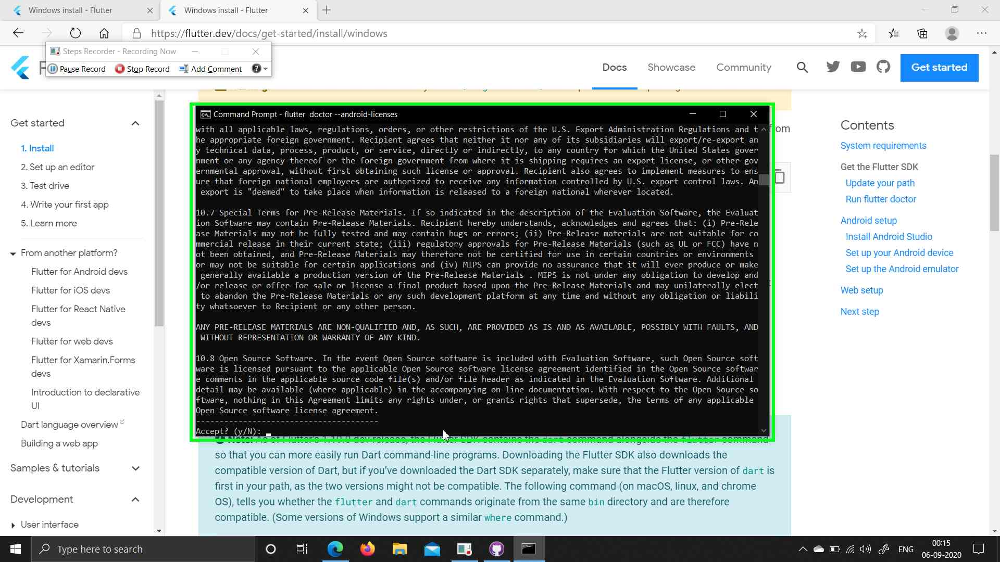 Windows install - Flutter
Windows install - Flutter
https://flutter.dev/docs/get-started/install/windows
Steps Recorder - Recording Now
Pause Record
Stop Record
Add Comment
Docs
Showcase
Community
Get started
Get started
1. Install
2. Set up an editor
3. Test drive
4. Write your first app
5. Learn more
From another platform?
Flutter for Android devs
Flutter for iOS devs
Flutter for React Native
devs
Flutter for web devs
Flutter for Xamarin.Forms
devs
Introduction to declarative
UI
Dart language overview
Building a web app
Samples & tutorials
Development
User interface
Command Prompt - flutter  doctor --android-licenses
with all applicable laws, regulations, orders, or other restrictions of the U.S. Export Administration Regulations and t
he appropriate foreign government. Recipient agrees that neither it nor any of its subsidiaries will export/re-export an
y technical data, process, product, or service, directly or indirectly, to any country for which the United States gover
nment or any agency thereof or the foreign government from where it is shipping requires an export license, or other gov
ernmental approval, without first obtaining such license or approval. Recipient also agrees to implement measures to ens
ure that foreign national employees are authorized to receive any information controlled by U.S. export control laws. An
export is "deemed" to take place when information is released to a foreign national wherever located.
10.7 Special Terms for Pre-Release Materials. If so indicated in the description of the Evaluation Software, the Evaluat
ion Software may contain Pre-Release Materials. Recipient hereby understands, acknowledges and agrees that: (i) Pre-Rele
ase Materials may not be fully tested and may contain bugs or errors; (ii) Pre-Release materials are not suitable for co
mmercial release in their current state; (iii) regulatory approvals for Pre-Release Materials (such as UL or FCC) have n
ot been obtained, and Pre-Release Materials may therefore not be certified for use in certain countries or environments
or may not be suitable for certain applications and (iv) MIPS can provide no assurance that it will ever produce or make
generally available a production version of the Pre-Release Materials . MIPS is not under any obligation to develop and
/or release or offer for sale or license a final product based upon the Pre-Release Materials and may unilaterally elect
to abandon the Pre-Release Materials or any such development platform at any time and without any obligation or liabili
ty whatsoever to Recipient or any other person.
ANY PRE-RELEASE MATERIALS ARE NON-QUALIFIED AND, AS SUCH, ARE PROVIDED AS IS AND AS AVAILABLE, POSSIBLY WITH FAULTS, AND
WITHOUT REPRESENTATION OR WARRANTY OF ANY KIND.
10.8 Open Source Software. In the event Open Source software is included with Evaluation Software, such Open Source soft
ware is licensed pursuant to the applicable Open Source software license agreement identified in the Open Source softwar
e comments in the applicable source code file(s) and/or file header as indicated in the Evaluation Software. Additional
detail may be available (where applicable) in the accompanying on-line documentation. With respect to the Open Source so
ftware, nothing in this Agreement limits any rights under, or grants rights that supersede, the terms of any applicable
Open Source software license agreement.
---------------------------------------
Accept? (y/N):
from
Note: As of Flutter's 1.19.0 dev release, the Flutter SDK contains the dart command alongside the flutter command
so that you can more easily run Dart command-line programs. Downloading the Flutter SDK also downloads the
compatible version of Dart, but if you've downloaded the Dart SDK separately, make sure that the Flutter version of dart is
first in your path, as the two versions might not be compatible. The following command (on macOS, linux, and chrome
OS), tells you whether the flutter and dart commands originate from the same bin directory and are therefore
compatible. (Some versions of Windows support a similar where command.)
Contents
System requirements
Get the Flutter SDK
Update your path
Run flutter doctor
Android setup
Install Android Studio
Set up your Android device
Set up the Android emulator
Web setup
Next step
Type here to search
ENG
00:15
06-09-2020